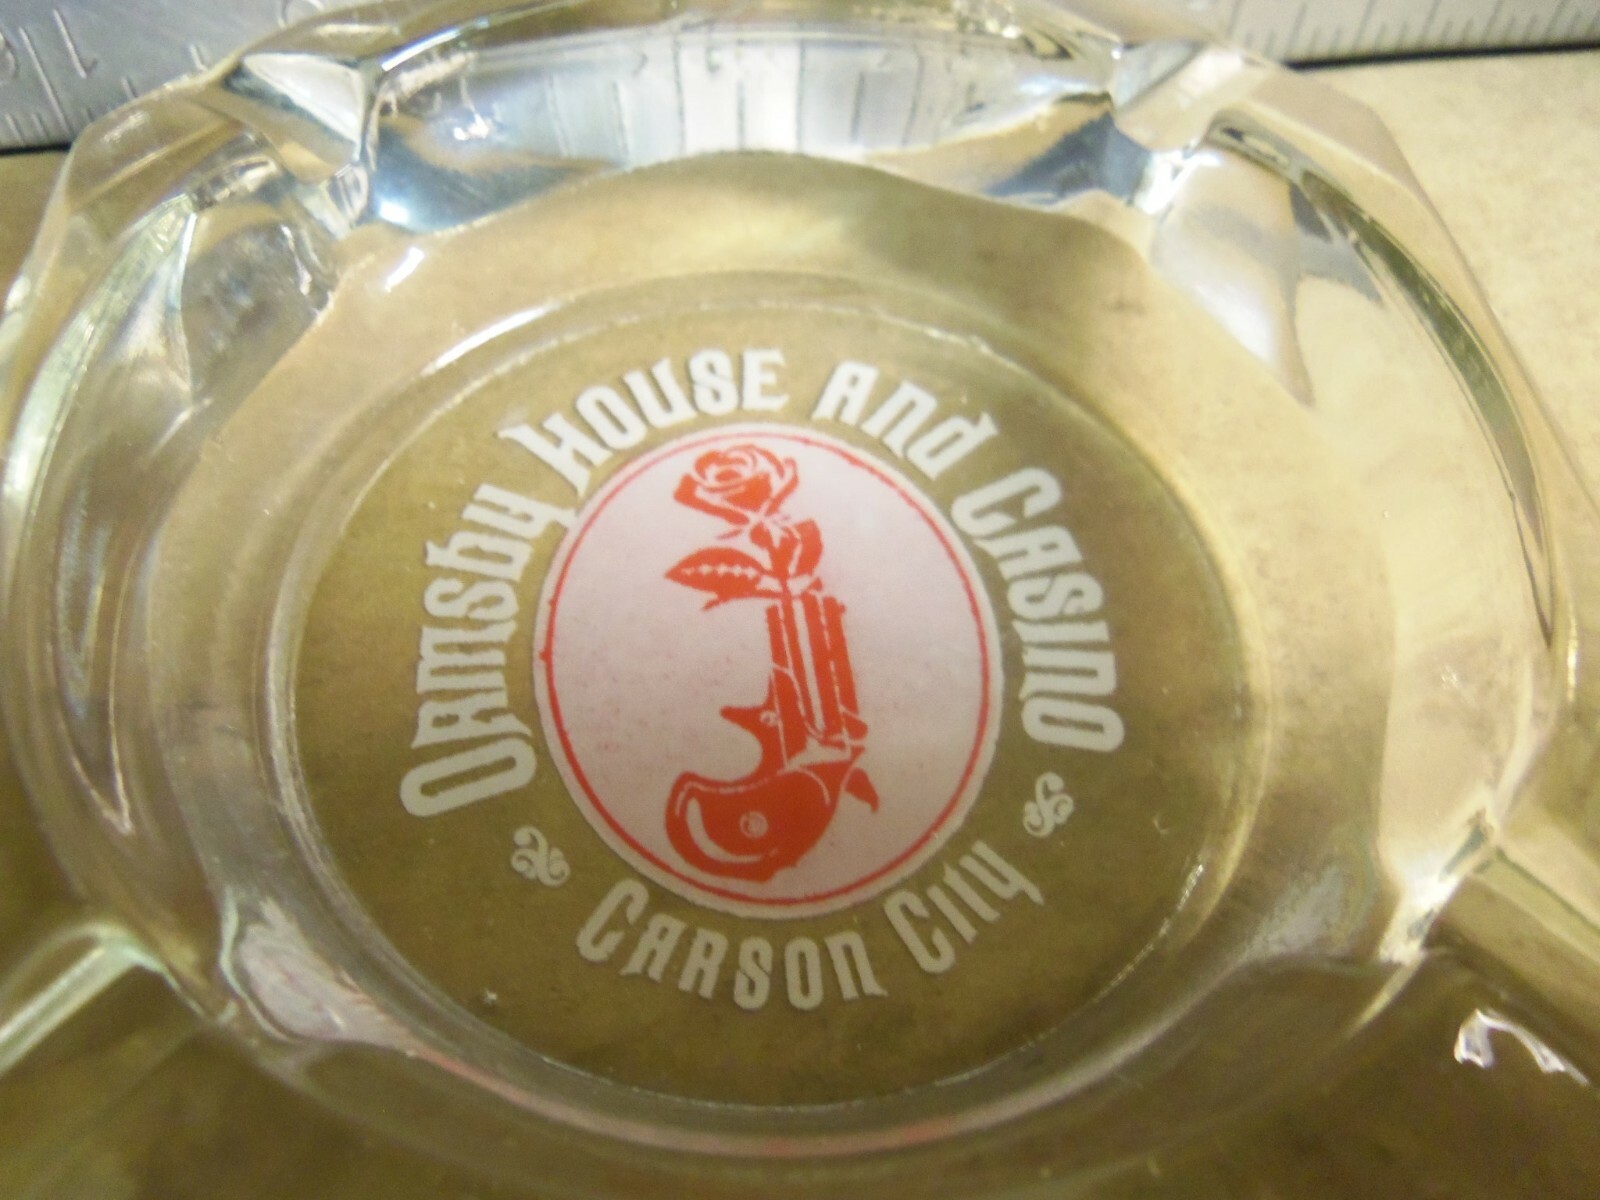 Ormsby House and Casino
Carson City